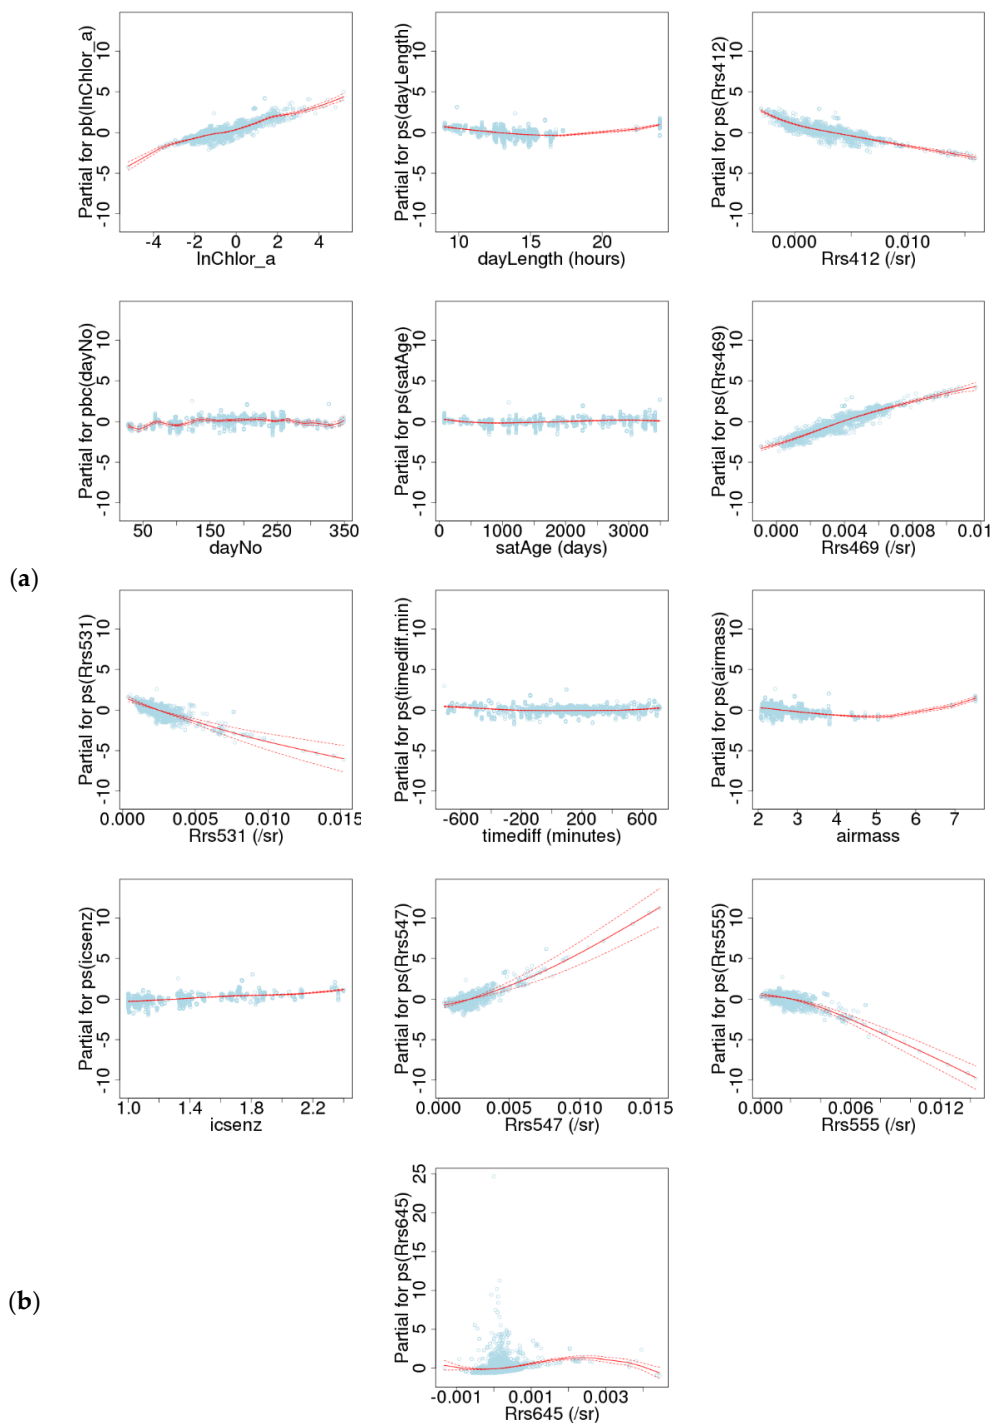 Partial for pb(lnChlor_a)
-10 -5 0 5 10
-4 -2 0 2 4
lnChlor_a
Partial for ps(dayLength)
-10 -5 0 5 10
10 15 20
dayLength (hours)
Partial for ps(Rrs412)
-10 -5 0 5 10
0.000 0.010
Rrs412 (/sr)
Partial for pbc(dayNo)
-10 -5 0 5 10
50 150 250 350
dayNo
Partial for ps(satAge)
-10 -5 0 5 10
0 1000 2000 3000
satAge (days)
Partial for ps(Rrs469)
-10 -5 0 5 10
0.000 0.004 0.008 0.01
Rrs469 (/sr)
(a)
Partial for ps(Rrs531)
-10 -5 0 5 10
0.000 0.005 0.010 0.015
Rrs531 (/sr)
Partial for ps(timediff.min)
-10 -5 0 5 10
-600 -200 200 600
timediff (minutes)
Partial for ps(airmass)
-10 -5 0 5 10
2 3 4 5 6 7
airmass
Partial for ps(icsenz)
-10 -5 0 5 10
1.0 1.4 1.8 2.2
icsenz
Partial for ps(Rrs547)
-10 -5 0 5 10
0.000 0.005 0.010 0.015
Rrs547 (/sr)
Partial for ps(Rrs555)
-10 -5 0 5 10
0.000 0.006 0.012
Rrs555 (/sr)
(b)
Partial for ps(Rrs645)
0 5 10 15 20 25
-0.001 0.001 0.003
Rrs645 (/sr)